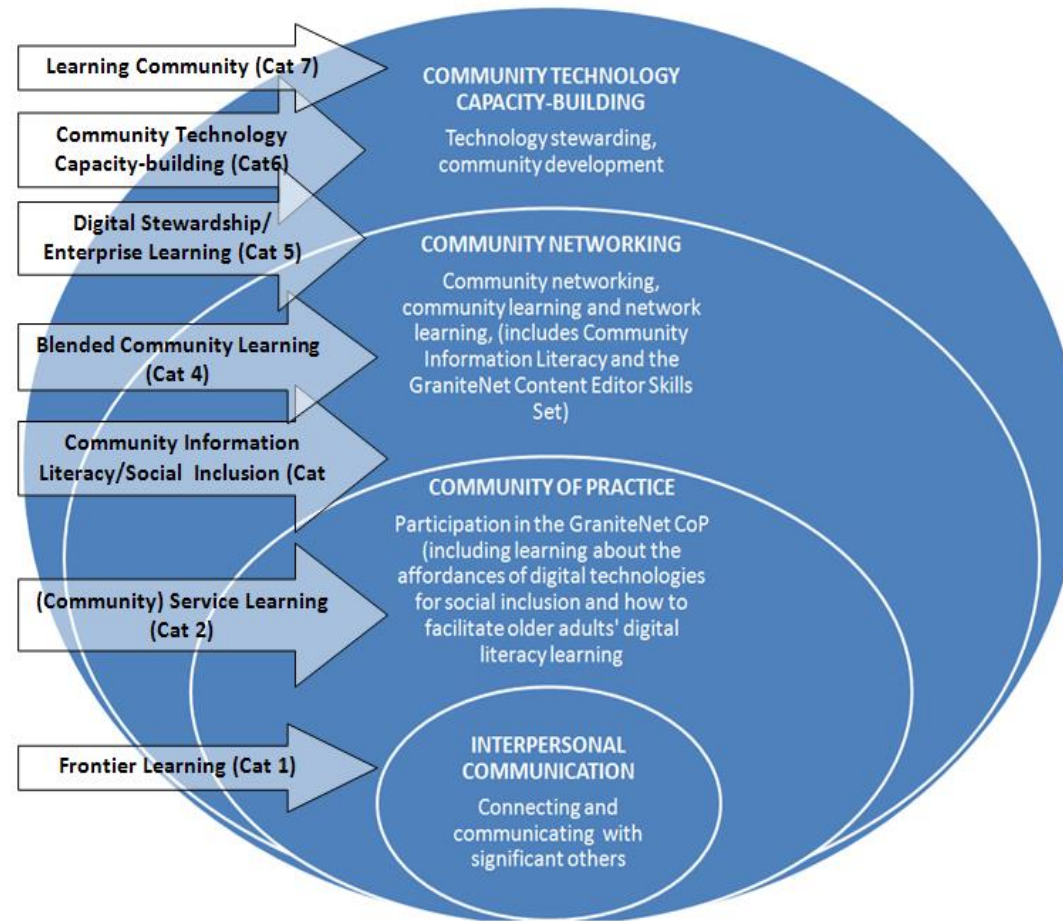 Learning Community (Cat 7)
Community Technology
Capacity-building (Cat6)
Digital Stewardship/
Enterprise Learning (Cat 5)
Blended Community Learning
(Cat 4)
Community Information
Literacy/Social Inclusion (Cat
(Community) Service Learning
(Cat 2)
Frontier Learning (Cat 1)
COMMUNITY TECHNOLOGY
CAPACITY-BUILDING
Technology stewarding,
community development
COMMUNITY NETWORKING
Community networking,
community learning and network
learning, (includes Community
Information Literacy and the
GraniteNet Content Editor Skills
Set)
COMMUNITY OF PRACTICE
Participation in the GraniteNet CoP
(including learning about the
affordances of digital technologies
for social inclusion and how to
facilitate older adults' digital
literacy learning
INTERPERSONAL
COMMUNICATION
Connecting and
communicating with
significant others